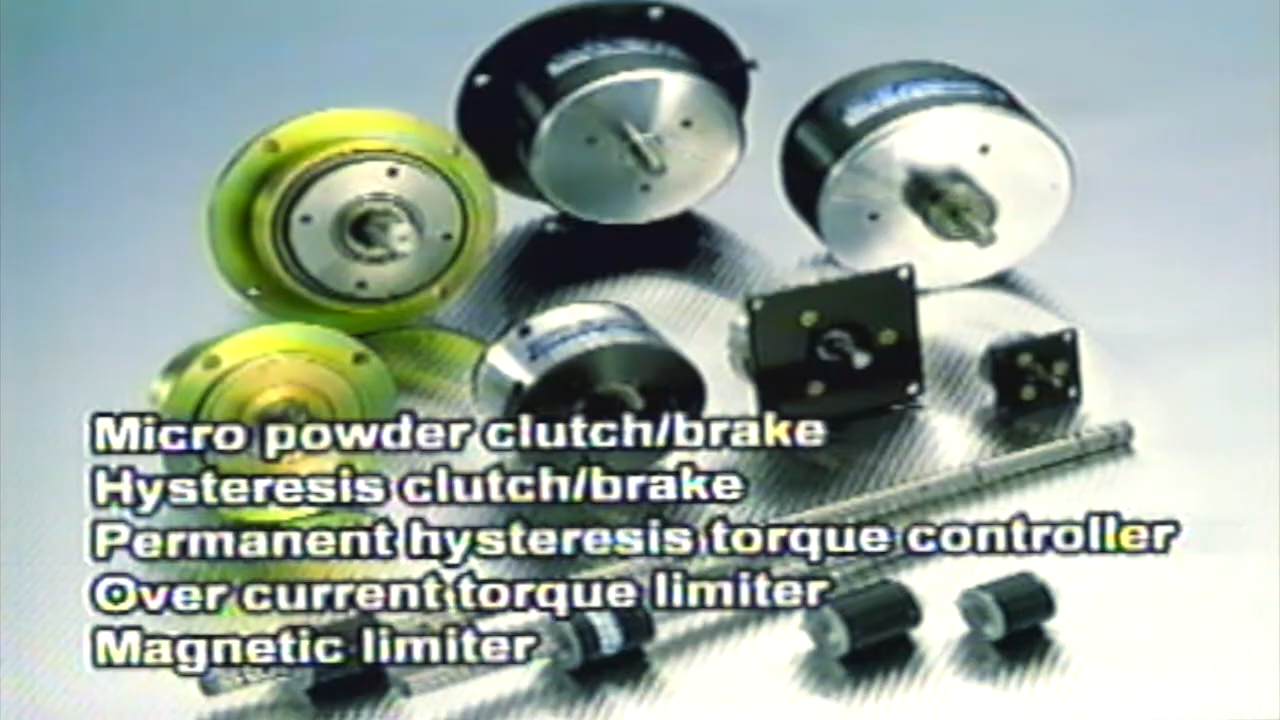 Micro powder clutch/brake
Hysteresis clutch/brake
Permanent hysteresis torque controller
Over current torque limiter
Magnetic limiter